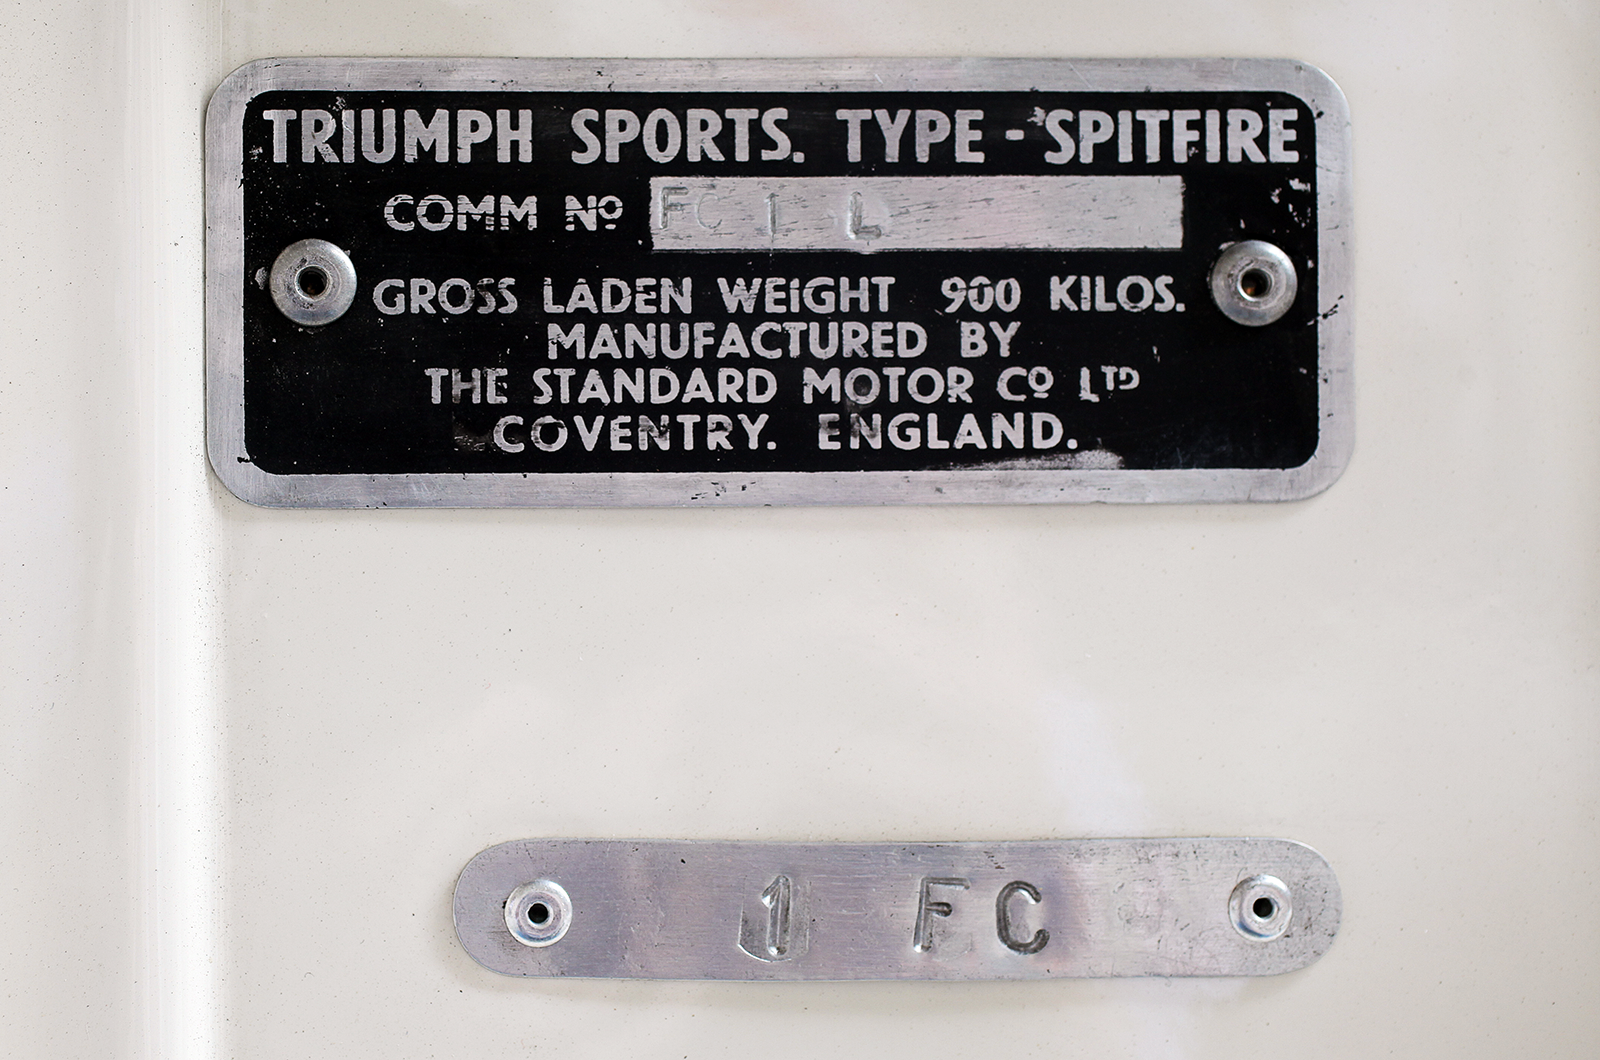 TRIUMPH SPORTS. TYPE - SPITFIRE
COMM Nº FC 1 L
GROSS LADEN WEIGHT 900 KILOS.
MANUFACTURED BY
THE STANDARD MOTOR Cº LTD
COVENTRY. ENGLAND.
1 FC